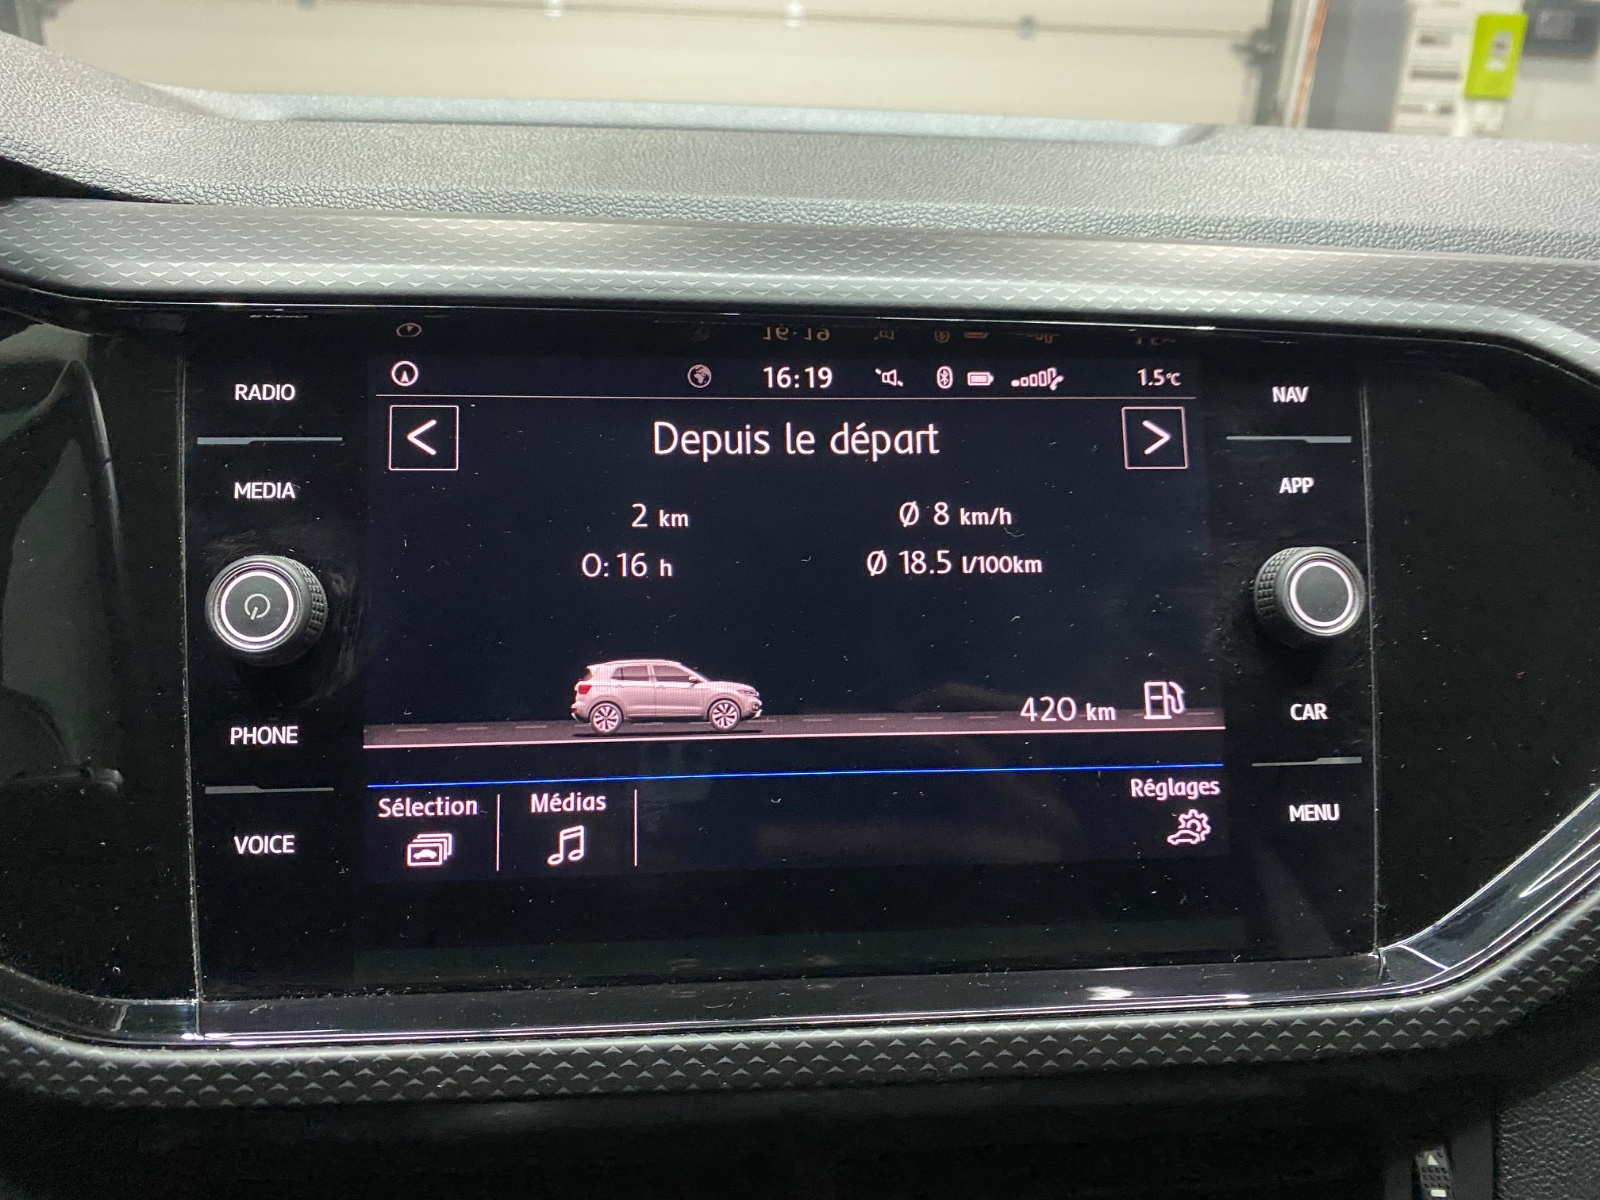 RADIO
MEDIA
PHONE
VOICE
16:19
1.5°C
Depuis le départ
2 km
Ø 8 km/h
0:16 h
Ø 18.5 l/100km
420 km
Sélection
Médias
Réglages
NAV
APP
CAR
MENU